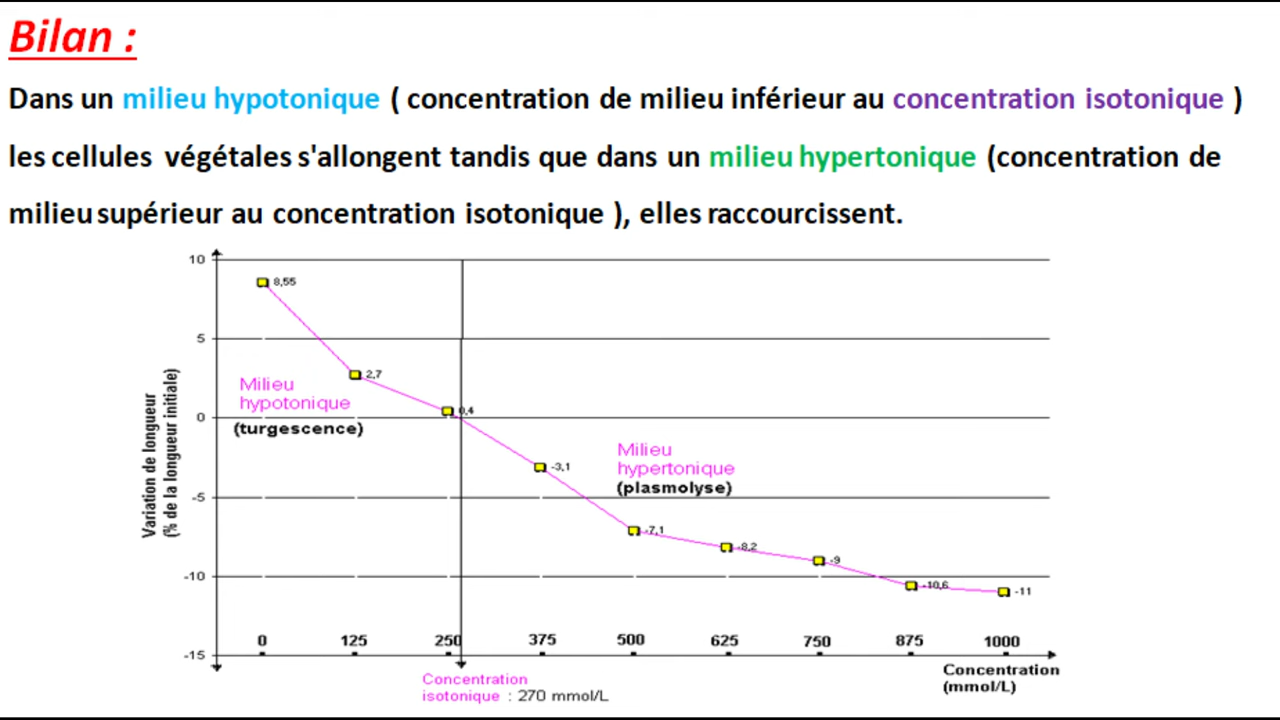 Bilan :
Dans un milieu hypotonique ( concentration de milieu inférieur au concentration isotonique )
les cellules végétales s'allongent tandis que dans un milieu hypertonique (concentration de
milieu supérieur au concentration isotonique ), elles raccourcissent.
10
8,55
5
2,7
Milieu
hypotonique
(turgescence)
0,4
0
Variation de longueur
(% de la longueur initiale)
-3,1
Milieu
hypertonique
(plasmolyse)
-5
-7,1
-8,2
-9
-10
-10,6
-11
0 125 250 375 500 625 750 875 1000
-15
Concentration
(mmol/L)
Concentration
isotonique : 270 mmol/L